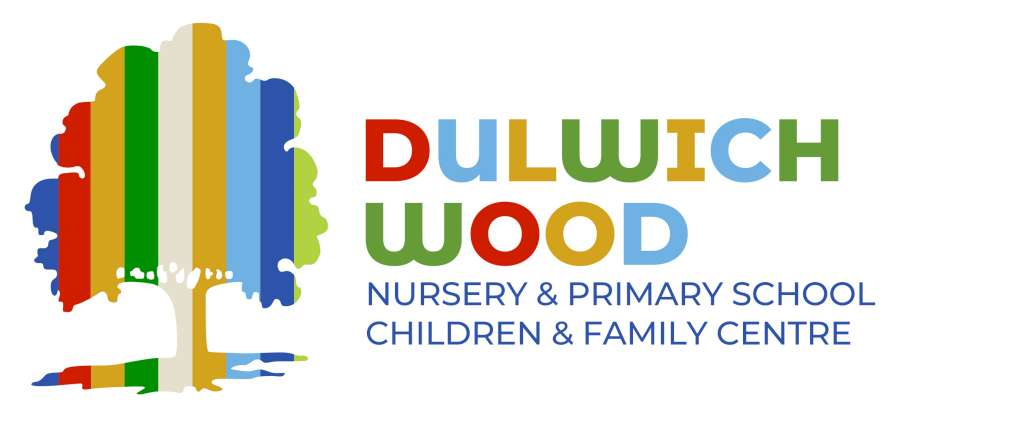 DULWICH
WOOD
NURSERY & PRIMARY SCHOOL
CHILDREN & FAMILY CENTRE